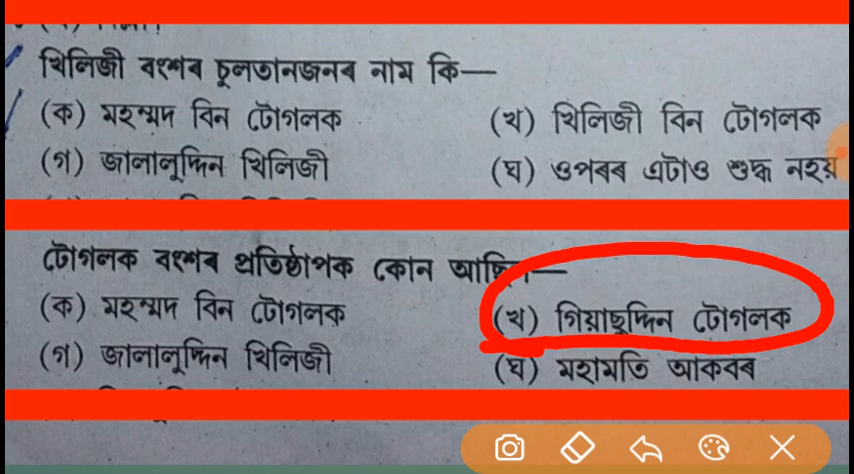 খিলিজী বংশৰ চুলতানজনৰ নাম কি—
(ক) মহম্মদ বিন টোগলক (খ) খিলিজী বিন টোগলক
(গ) জালালুদ্দিন খিলিজী (ঘ) ওপৰৰ এটাও শুদ্ধ নহয়
টোগলক বংশৰ প্ৰতিষ্ঠাপক কোন আছিল—
(ক) মহম্মদ বিন টোগলক (খ) গিয়াছুদ্দিন টোগলক
(গ) জালালুদ্দিন খিলিজী (ঘ) মহামতি আকবৰ